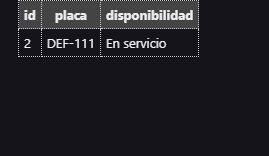 id placa disponibilidad
2 DEF-111 En servicio